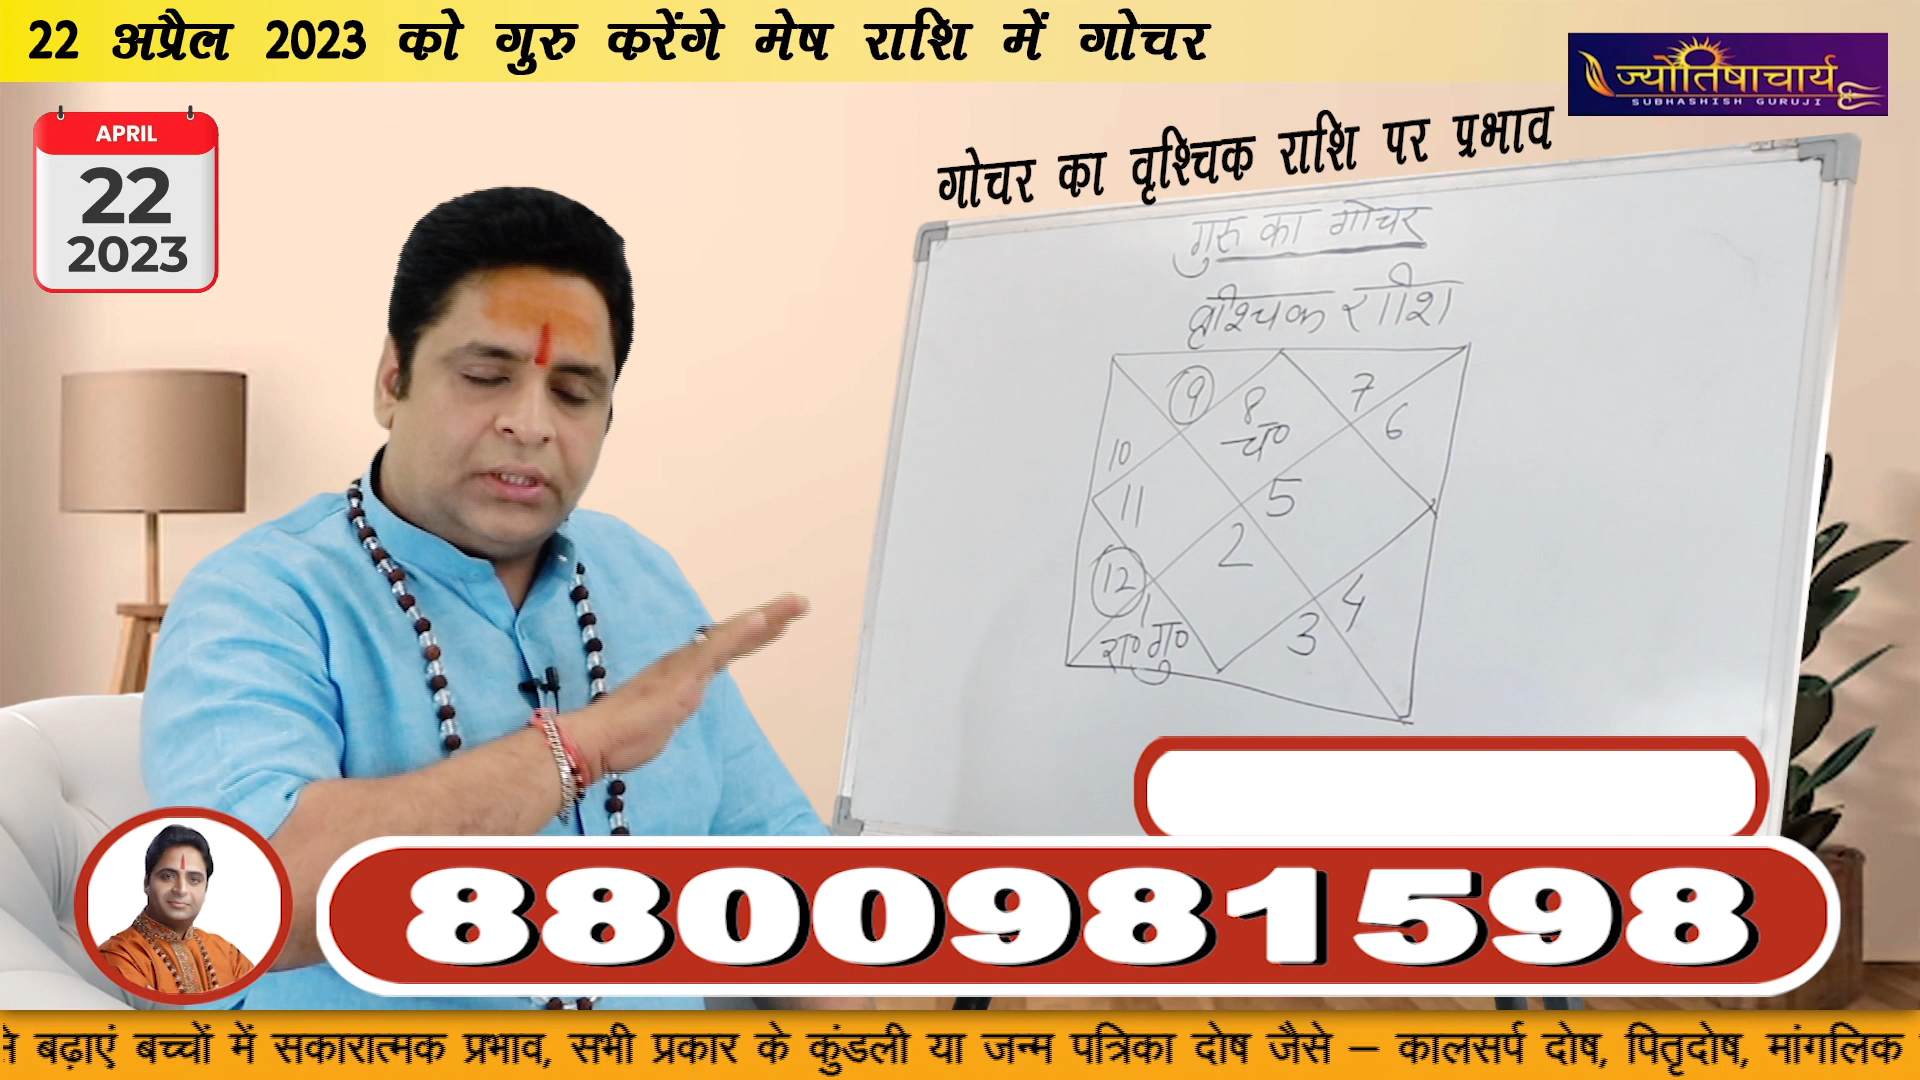 22 अप्रैल 2023 को गुरु करेंगे मेष राशि में गोचर
ज्योतिषाचार्य
SUBHASHISH GURUJI
APRIL
22
2023
गोचर का वृश्चिक राशि पर प्रभाव
गुरु का गोचर
राशि
9
8
च०
7
6
10
11
5
2
12
1
रा० गु०
3
4
8800981598
बढ़ाएं बच्चों में सकारात्मक प्रभाव, सभी प्रकार के कुंडली या जन्म पत्रिका दोष जैसे – कालसर्प दोष, पितृदोष, मांगलिक